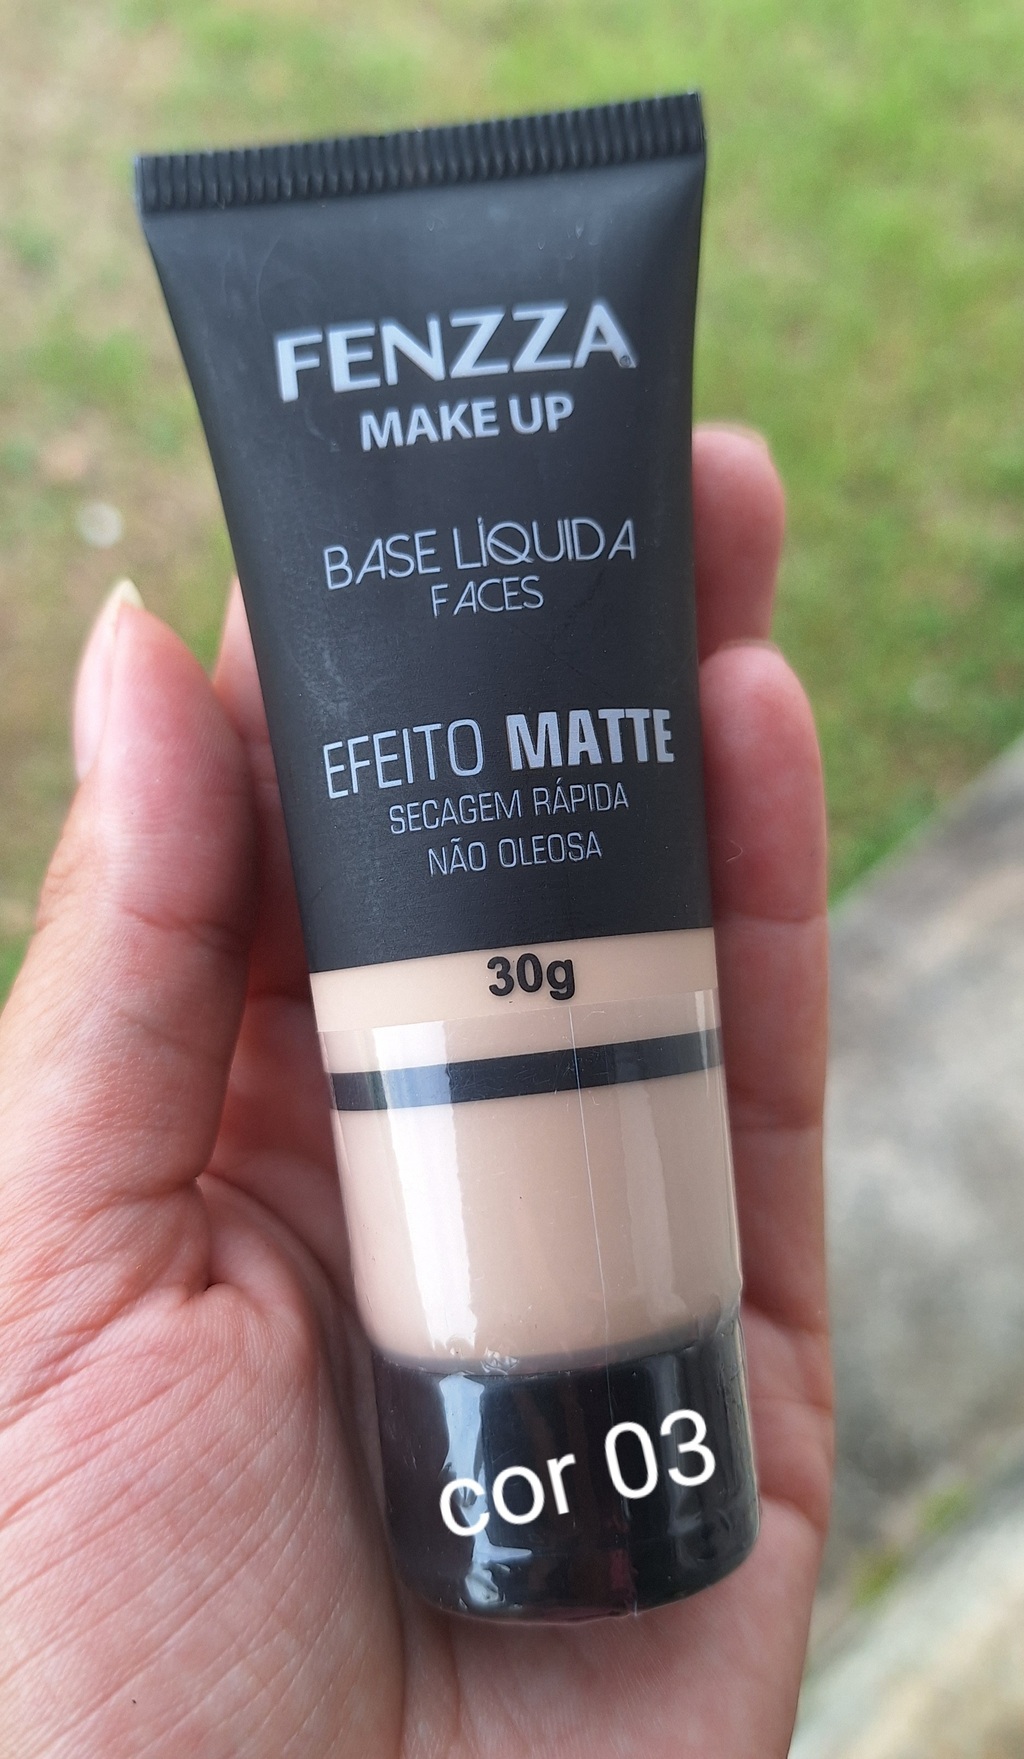 FENZZA
MAKE UP
BASE LÍQUIDA
FACES
EFEITO MATTE
SECAGEM RÁPIDA
NÃO OLEOSA
30g
cor 03